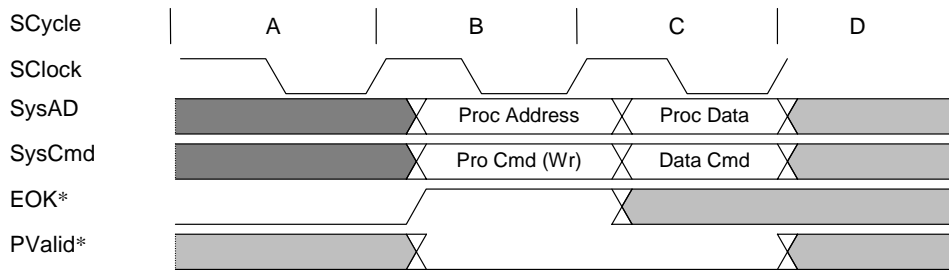 SCycle A B C D
SClock
SysAD Proc Address Proc Data
SysCmd Pro Cmd (Wr) Data Cmd
EOK*
PValid*